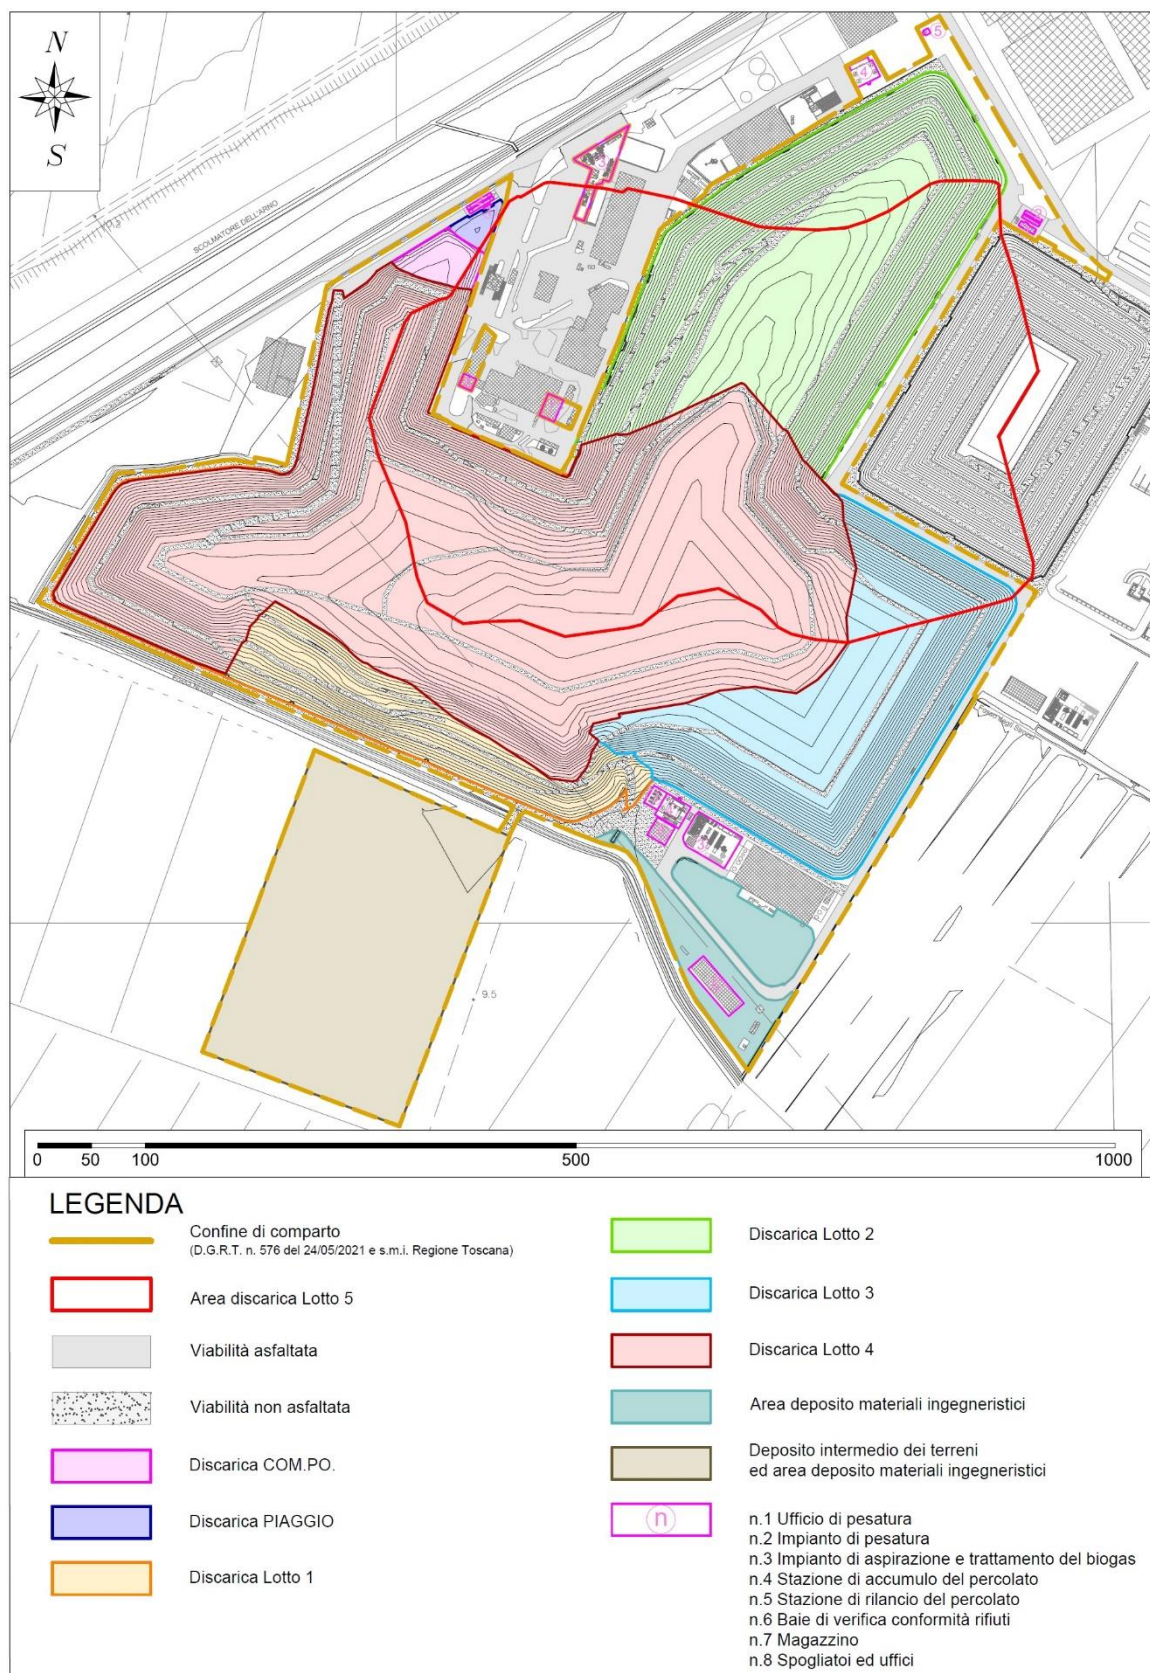 N
S
SCOLMATORE DELL'ARNO
5
4
3
9.5
0 50 100 500 1000
LEGENDA
Confine di comparto
(D.G.R.T. n. 576 del 24/05/2021 e s.m.i. Regione Toscana)
Area discarica Lotto 5
Viabilità asfaltata
Viabilità non asfaltata
Discarica COM.PO.
Discarica PIAGGIO
Discarica Lotto 1
Discarica Lotto 2
Discarica Lotto 3
Discarica Lotto 4
Area deposito materiali ingegneristici
Deposito intermedio dei terreni
ed area deposito materiali ingegneristici
n
n.1 Ufficio di pesatura
n.2 Impianto di pesatura
n.3 Impianto di aspirazione e trattamento del biogas
n.4 Stazione di accumulo del percolato
n.5 Stazione di rilancio del percolato
n.6 Baie di verifica conformità rifiuti
n.7 Magazzino
n.8 Spogliatoi ed uffici